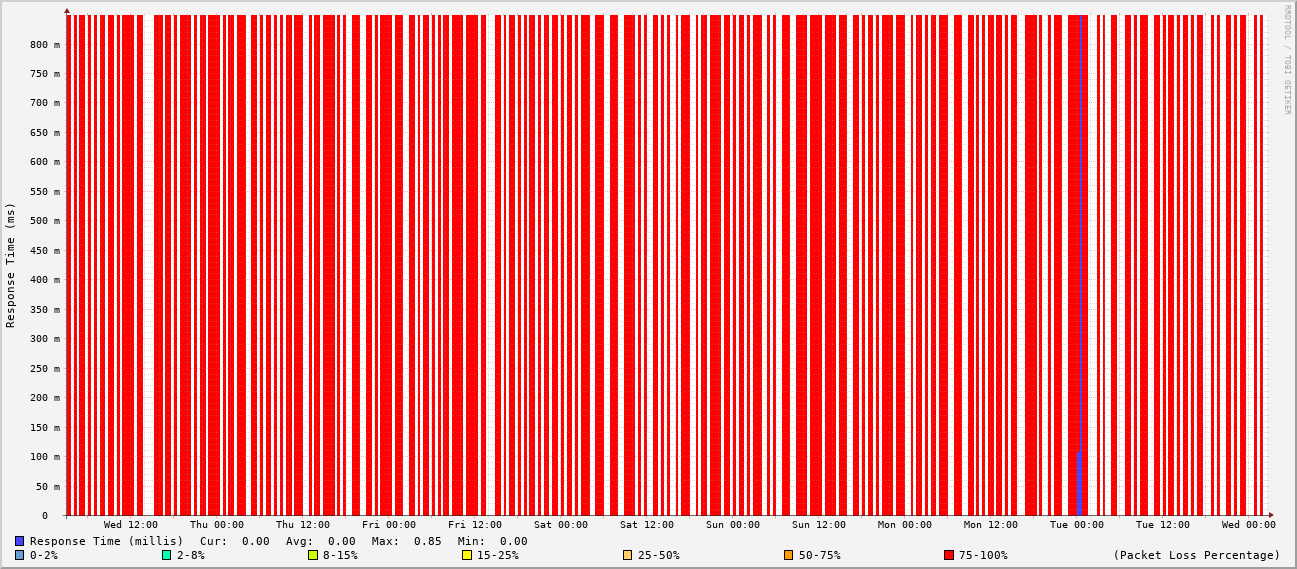 RRDTOOL / TOBI OETIKER
Response Time (ms)
800 m
750 m
700 m
650 m
600 m
550 m
500 m
450 m
400 m
350 m
300 m
250 m
200 m
150 m
100 m
50 m
0
Wed 12:00 Thu 00:00 Thu 12:00 Fri 00:00 Fri 12:00 Sat 00:00 Sat 12:00 Sun 00:00 Sun 12:00 Mon 00:00 Mon 12:00 Tue 00:00 Tue 12:00 Wed 00:00
Response Time (millis) Cur: 0.00 Avg: 0.00 Max: 0.85 Min: 0.00
0-2% 2-8% 8-15% 15-25% 25-50% 50-75% 75-100% (Packet Loss Percentage)